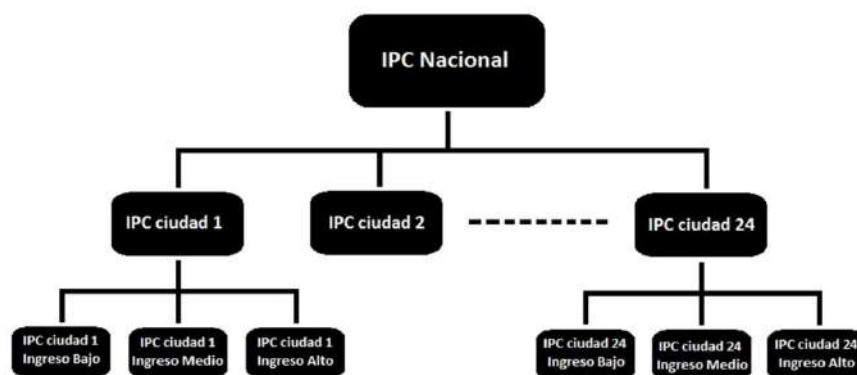 IPC Nacional
IPC ciudad 1
IPC ciudad 2
IPC ciudad 24
IPC ciudad 1
Ingreso Bajo
IPC ciudad 1
Ingreso Medio
IPC ciudad 1
Ingreso Alto
IPC ciudad 24
Ingreso Bajo
IPC ciudad 24
Ingreso Medio
IPC ciudad 24
Ingreso Alto